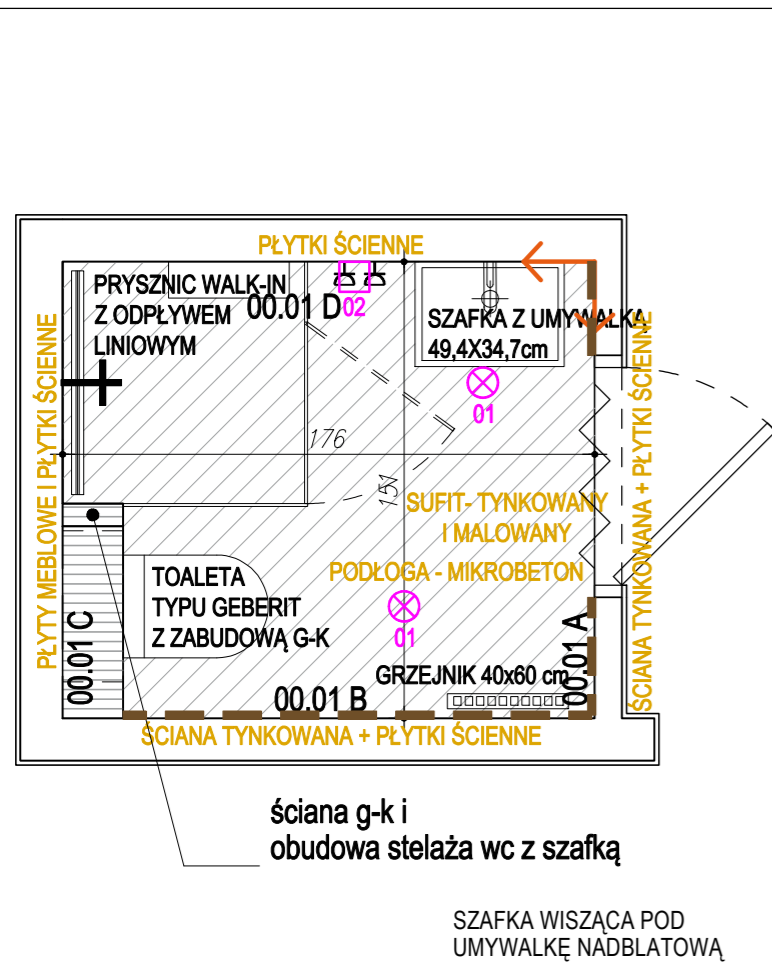 PŁYTKI ŚCIENNE
PRYSZNIC WALK-IN
Z ODPŁYWEM
LINIOWYM
00.01 D
02
SZAFKA Z UMYWALKĄ
49,4X34,7cm
01
PŁYTY MEBLOWE I PŁYTKI ŚCIENNE
ŚCIANA TYNKOWANA + PŁYTKI ŚCIENNE
176
151
SUFIT- TYNKOWANY
I MALOWANY
PODŁOGA - MIKROBETON
TOALETA
TYPU GEBERIT
Z ZABUDOWĄ G-K
01
00.01 C
00.01 A
GRZEJNIK 40x60 cm
00.01 B
ŚCIANA TYNKOWANA + PŁYTKI ŚCIENNE
ściana g-k i
obudowa stelaża wc z szafką
SZAFKA WISZĄCA POD
UMYWALKĘ NADBLATOWĄ